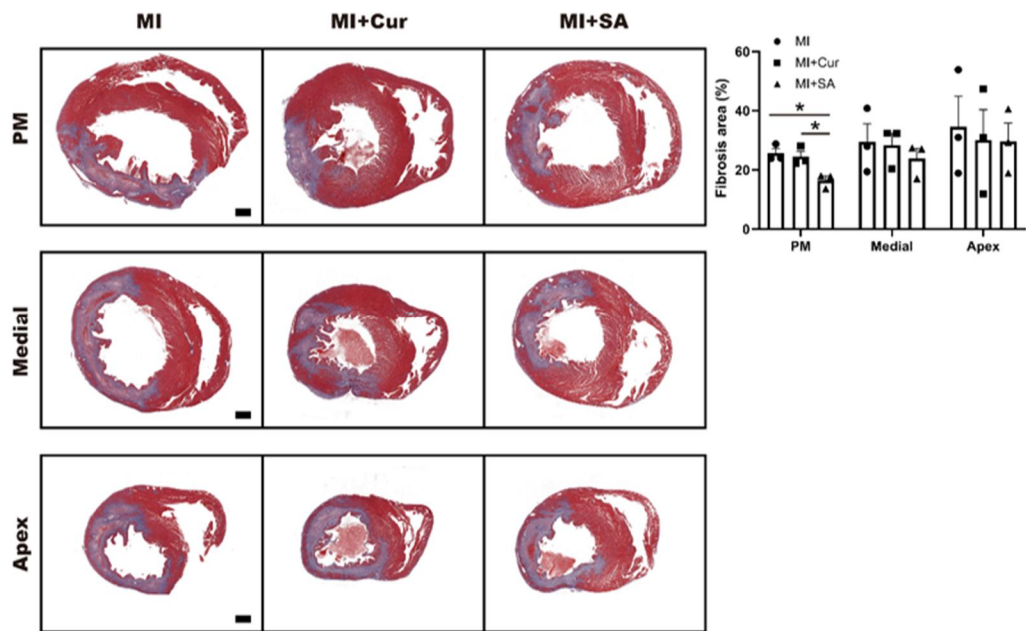 MI
MI+Cur
MI+SA
PM
Medial
Apex
Fibrosis area (%)
60
40
20
0
MI
MI+Cur
MI+SA
*
*
PM
Medial
Apex